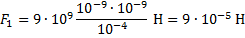 F₁ = 9 · 10⁹ (10⁻⁹ · 10⁻⁹)/10⁻⁴ Н = 9 · 10⁻⁵ Н